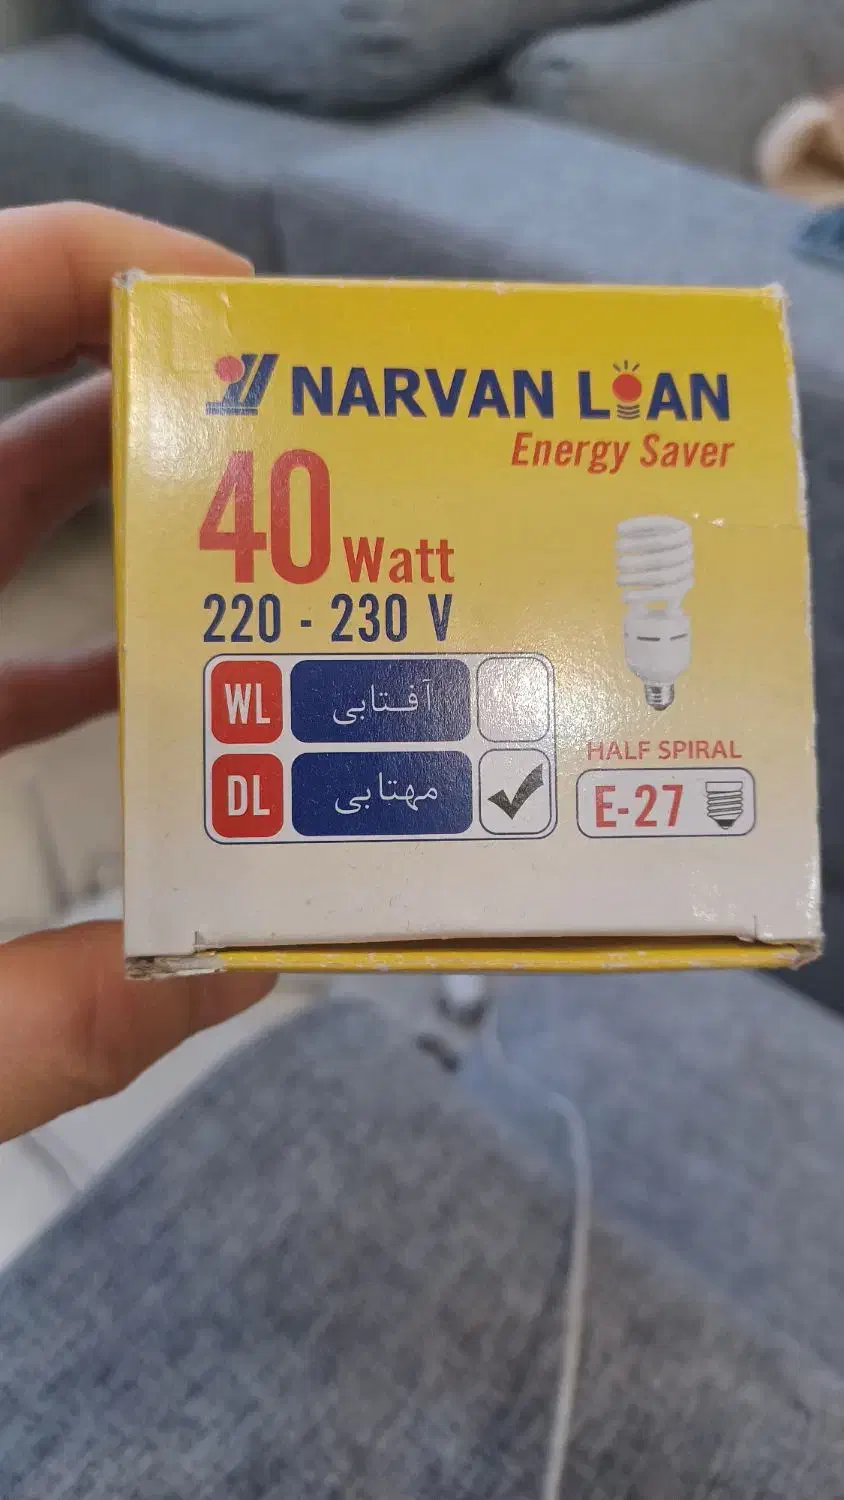 NARVAN LIAN
Energy Saver
40 Watt
220 - 230 V
WL آفتابی
DL مهتابی ✓
HALF SPIRAL
E-27